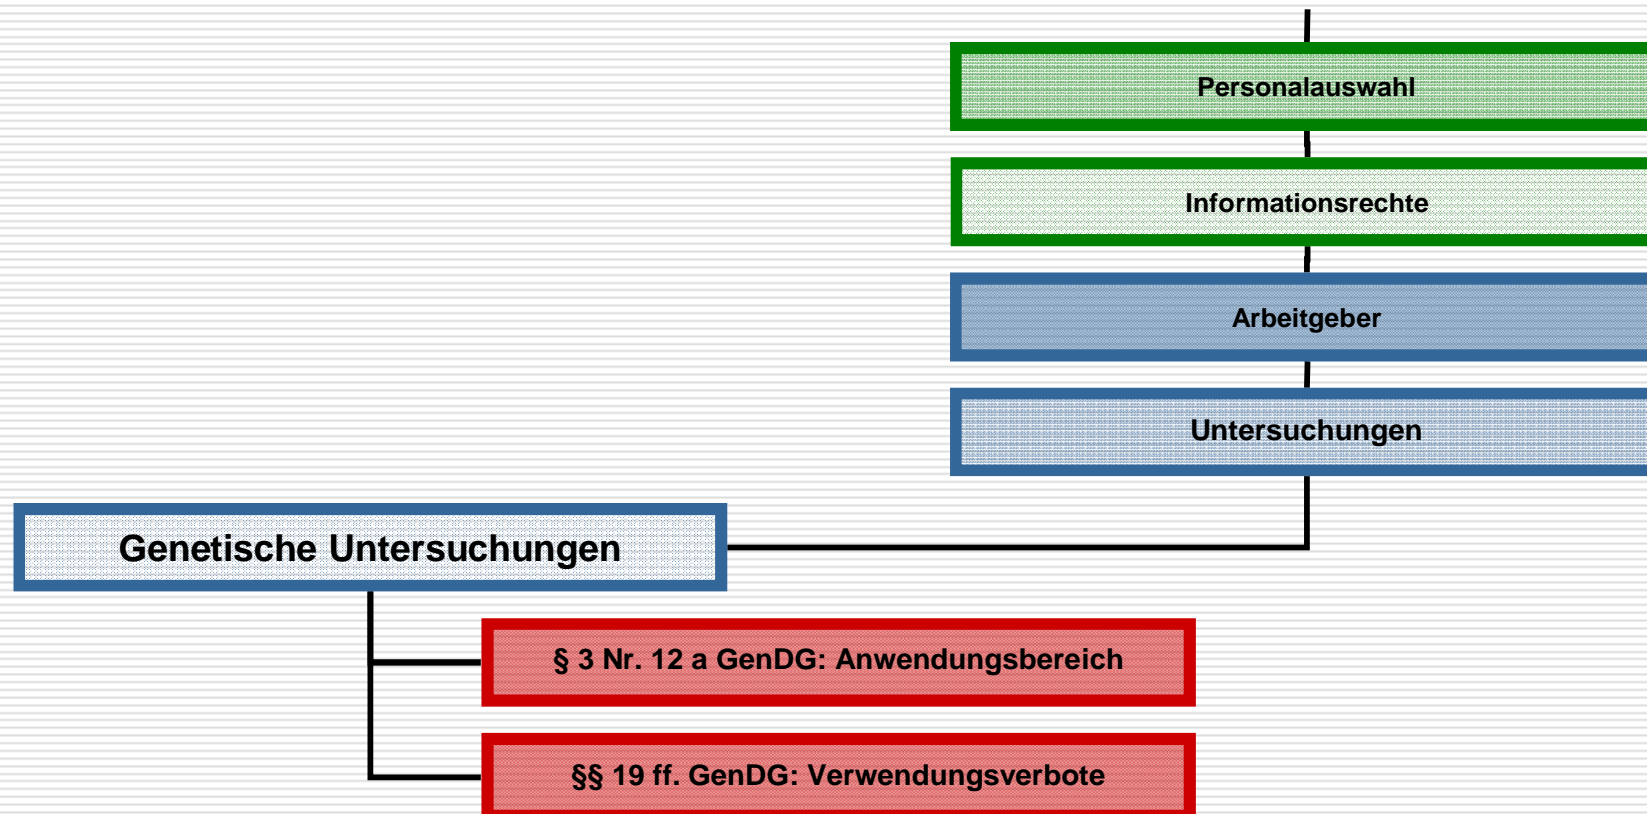 Personalauswahl
Informationsrechte
Arbeitgeber
Untersuchungen
Genetische Untersuchungen
§ 3 Nr. 12 a GenDG: Anwendungsbereich
§§ 19 ff. GenDG: Verwendungsverbote